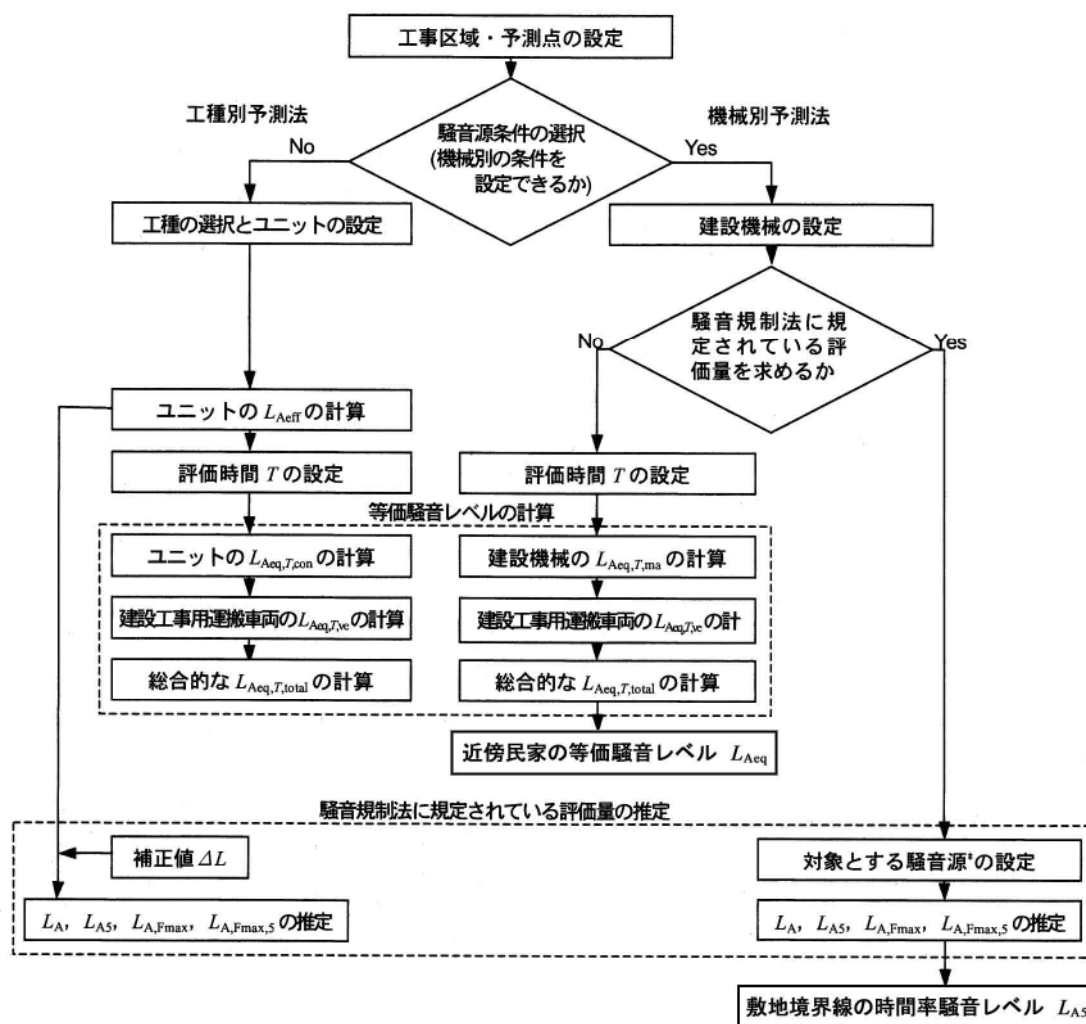 工事区域・予測点の設定
工種別予測法
機械別予測法
騒音源条件の選択
(機械別の条件を
設定できるか)
No
Yes
工種の選択とユニットの設定
建設機械の設定
騒音規制法に規
定されている評
価量を求めるか
No
Yes
ユニットの LAeff の計算
評価時間 T の設定
評価時間 T の設定
等価騒音レベルの計算
ユニットの LAeq,T,con の計算
建設機械の LAeq,T,ma の計算
建設工事用運搬車両のLAeq,T,veの計算
建設工事用運搬車両のLAeq,T,veの計
総合的な LAeq,T,total の計算
総合的な LAeq,T,total の計算
近傍民家の等価騒音レベル LAeq
騒音規制法に規定されている評価量の推定
補正値 ΔL
対象とする騒音源*の設定
LA, LA5, LA,Fmax, LA,Fmax,5 の推定
LA, LA5, LA,Fmax, LA,Fmax,5 の推定
敷地境界線の時間率騒音レベル LA5